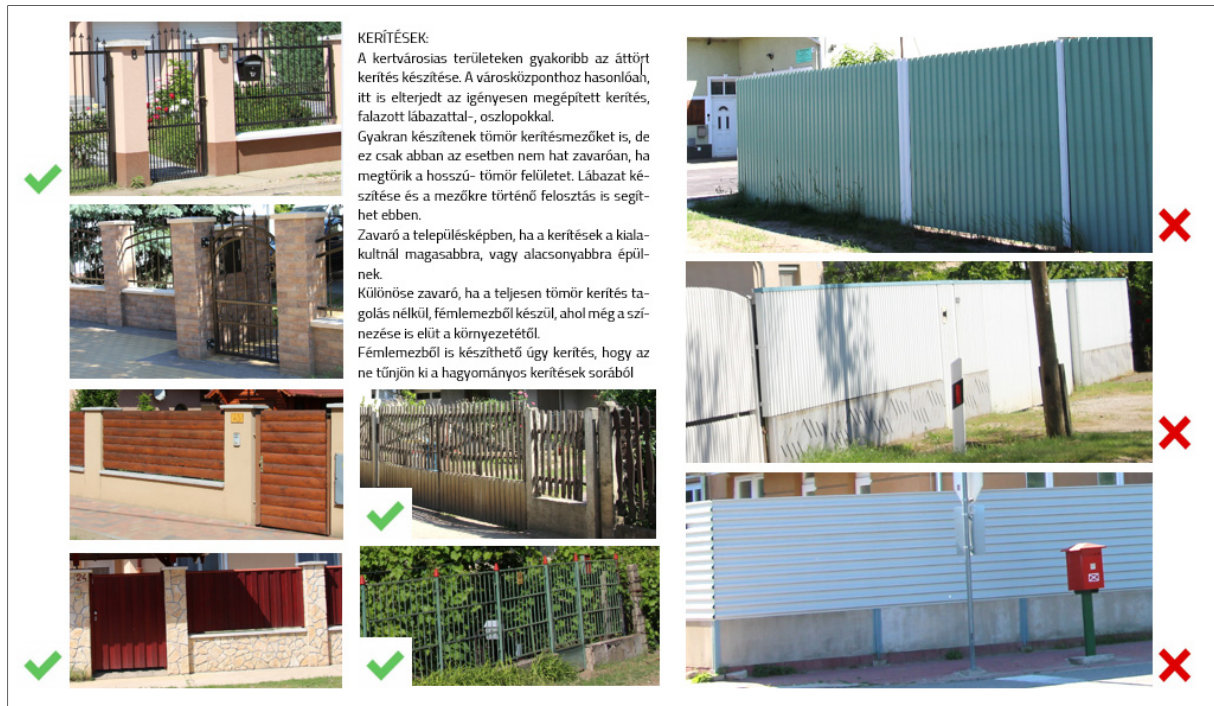 KERÍTÉSEK:
A kertvárosias területeken gyakoribb az áttört
kerítés készítése. A városközponthoz hasonlóan,
itt is elterjedt az igényesen megépített kerítés,
falazott lábazattal-, oszlopokkal.
Gyakran készítenek tömör kerítésmezőket is, de
ez csak abban az esetben nem hat zavaróan, ha
megtörik a hosszú- tömör felületet. Lábazat ké-
szítése és a mezőkre történő felosztás is segít-
het ebben.
Zavaró a településképben, ha a kerítések a kiala-
kultnál magasabbra, vagy alacsonyabbra épül-
nek.
Különöse zavaró, ha a teljesen tömör kerítés ta-
golás nélkül, fémlemezből készül, ahol még a szí-
nezése is elüt a környezetétől.
Fémlemezből is készíthető úgy kerítés, hogy az
ne tűnjön ki a hagyományos kerítések sorából
8
24